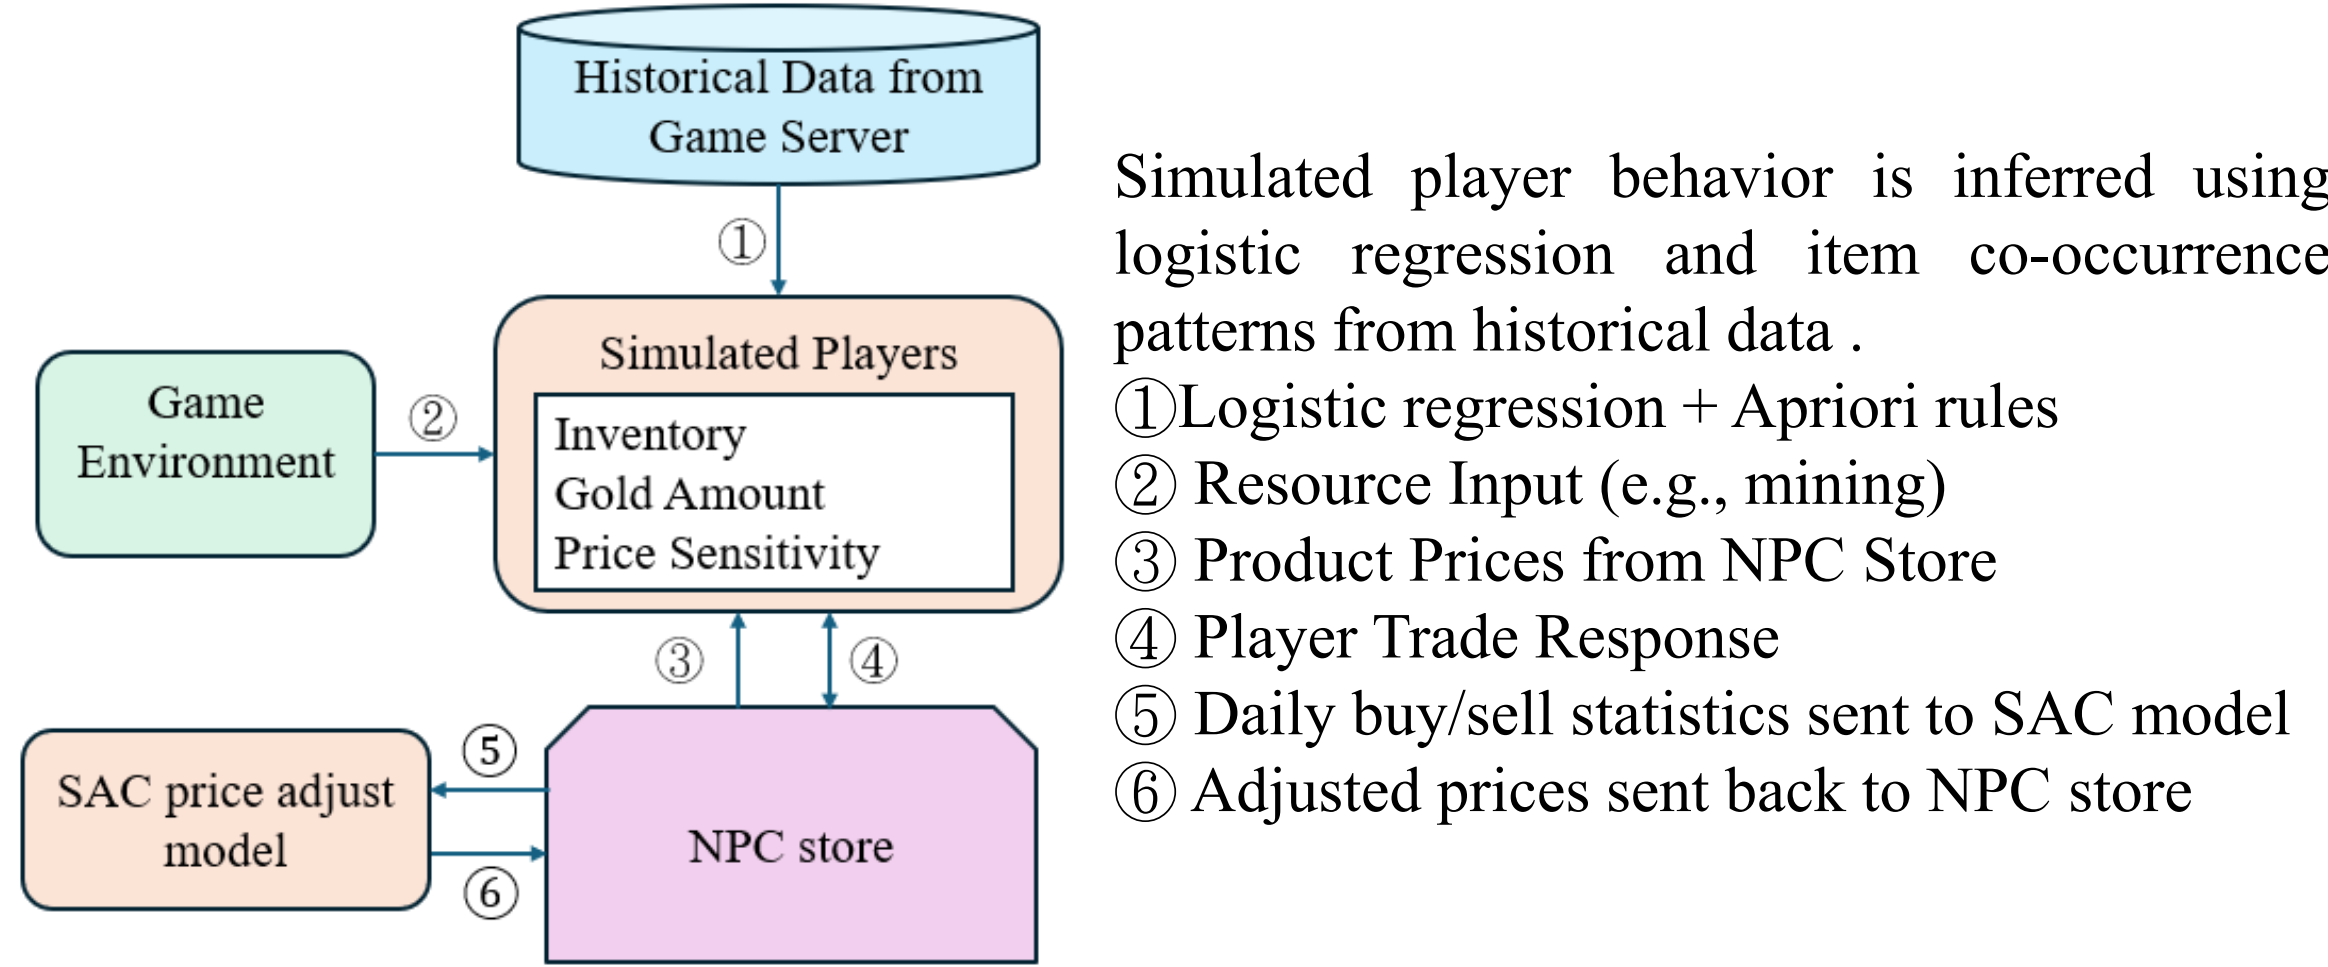 Historical Data from
Game Server
①
Simulated Players
Game
Environment
②
Inventory
Gold Amount
Price Sensitivity
③
④
SAC price adjust
model
⑤
⑥
NPC store
Simulated player behavior is inferred using
logistic regression and item co-occurrence
patterns from historical data .
①Logistic regression + Apriori rules
② Resource Input (e.g., mining)
③ Product Prices from NPC Store
④ Player Trade Response
⑤ Daily buy/sell statistics sent to SAC model
⑥ Adjusted prices sent back to NPC store